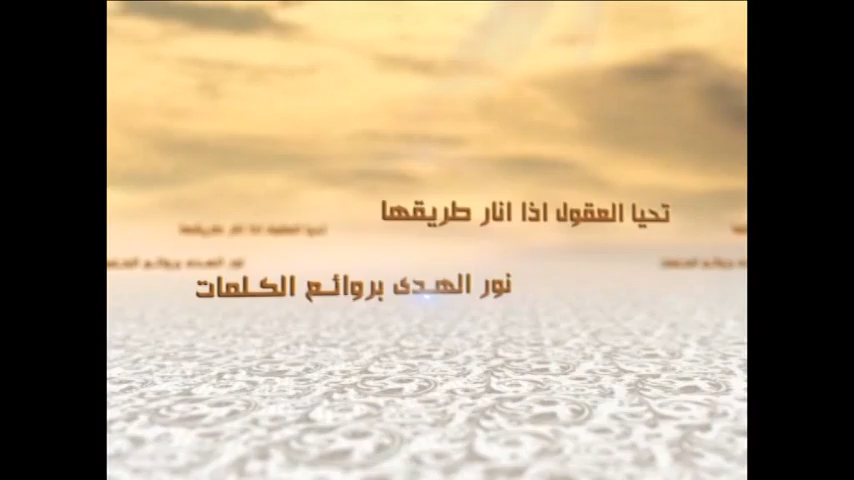 تحيا العقول اذا انار طريقها
نور الهدى بروائع الكلمات